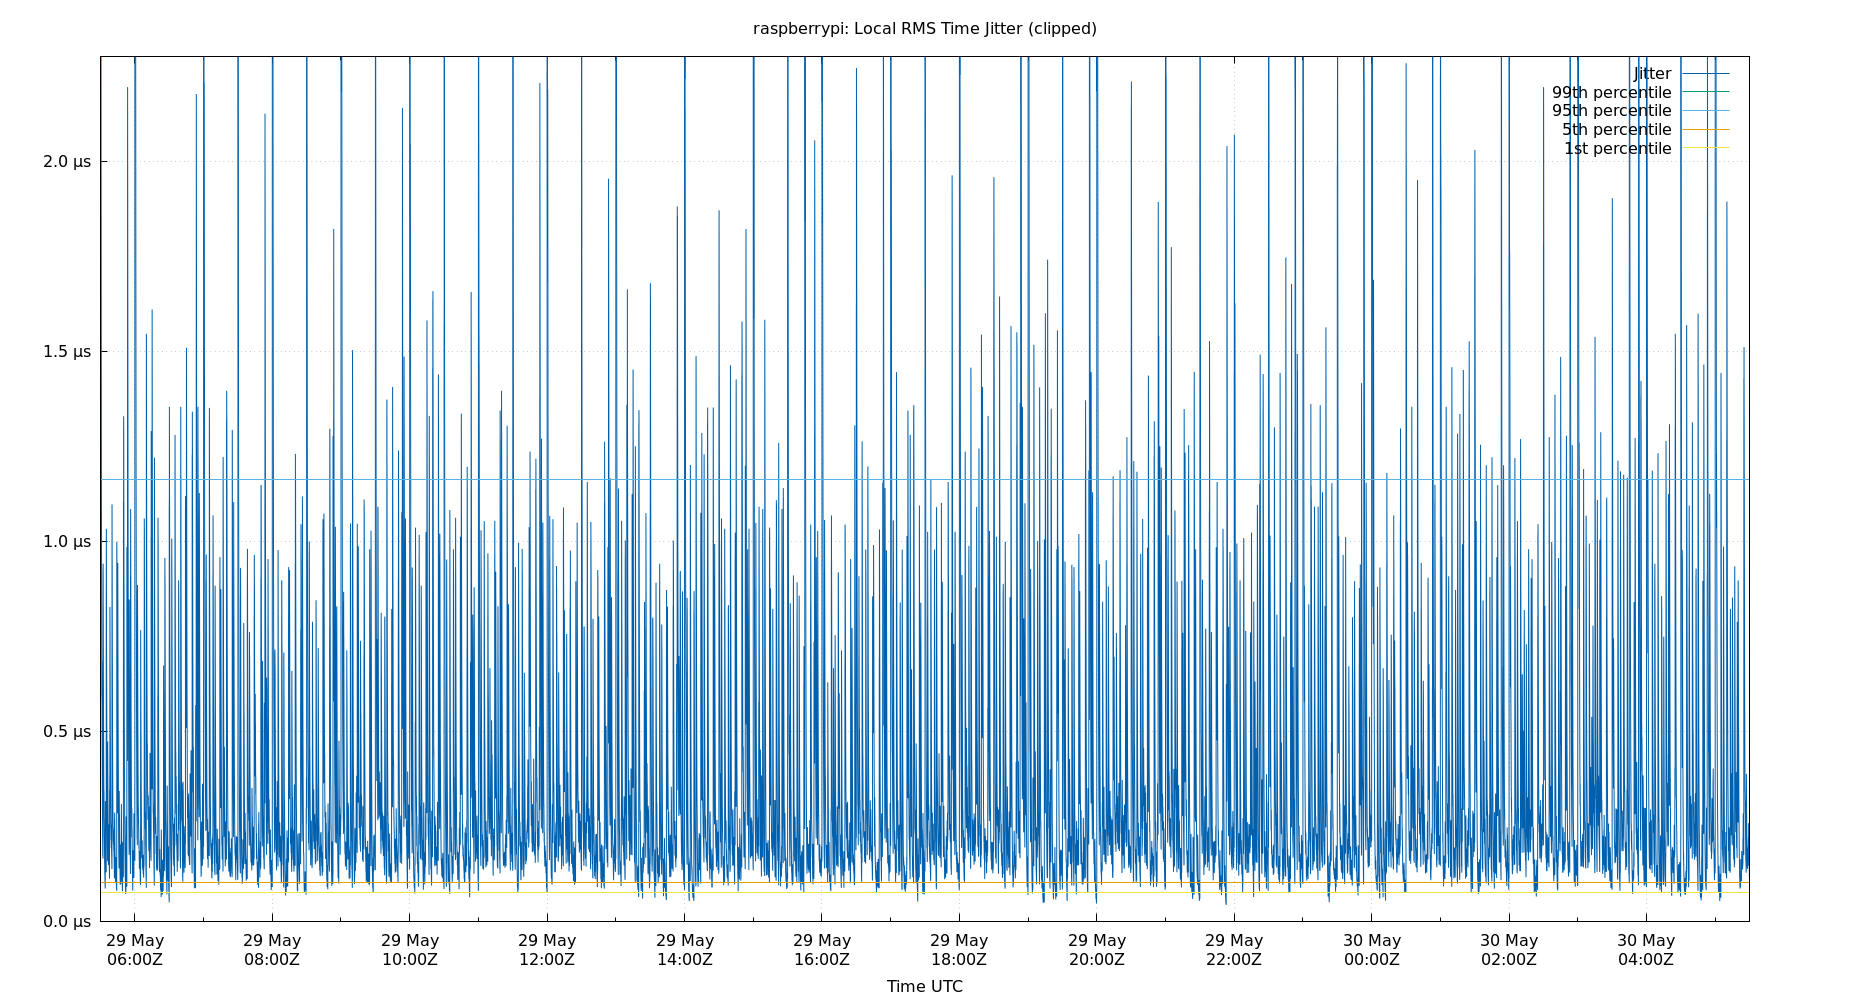 raspberrypi: Local RMS Time Jitter (clipped)
Jitter
99th percentile
95th percentile
5th percentile
1st percentile
2.0 µs
1.5 µs
1.0 µs
0.5 µs
0.0 µs
29 May 29 May 29 May 29 May 29 May 29 May 29 May 29 May 29 May 30 May 30 May 30 May
06:00Z 08:00Z 10:00Z 12:00Z 14:00Z 16:00Z 18:00Z 20:00Z 22:00Z 00:00Z 02:00Z 04:00Z
Time UTC